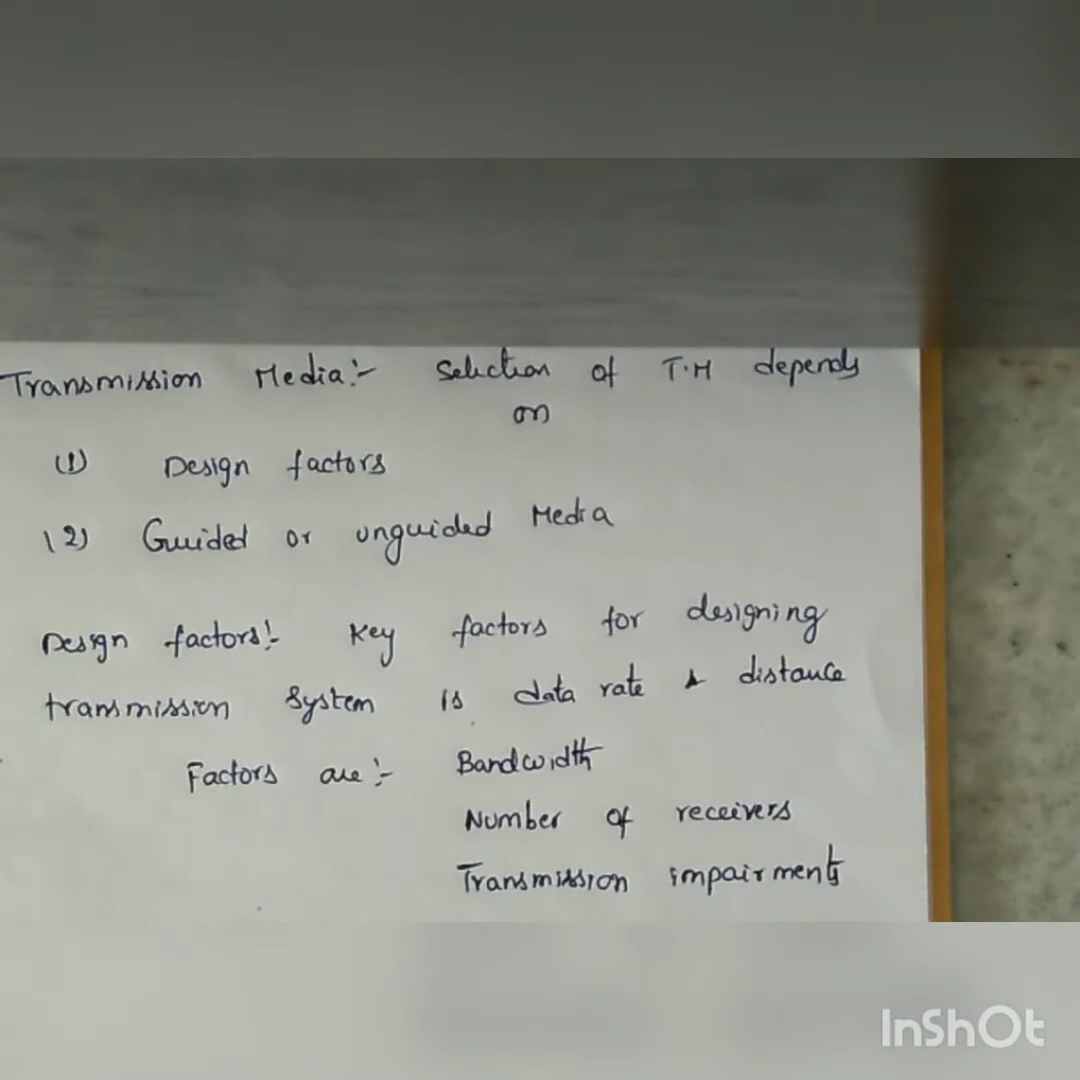 Transmission Media:- Selection of T.M depends
on
(1) Design factors
(2) Guided or unguided Media
Design factors:- Key factors for designing
transmission System is data rate & distance
Factors are:- Bandwidth
Number of receivers
Transmission impairments
InShOt